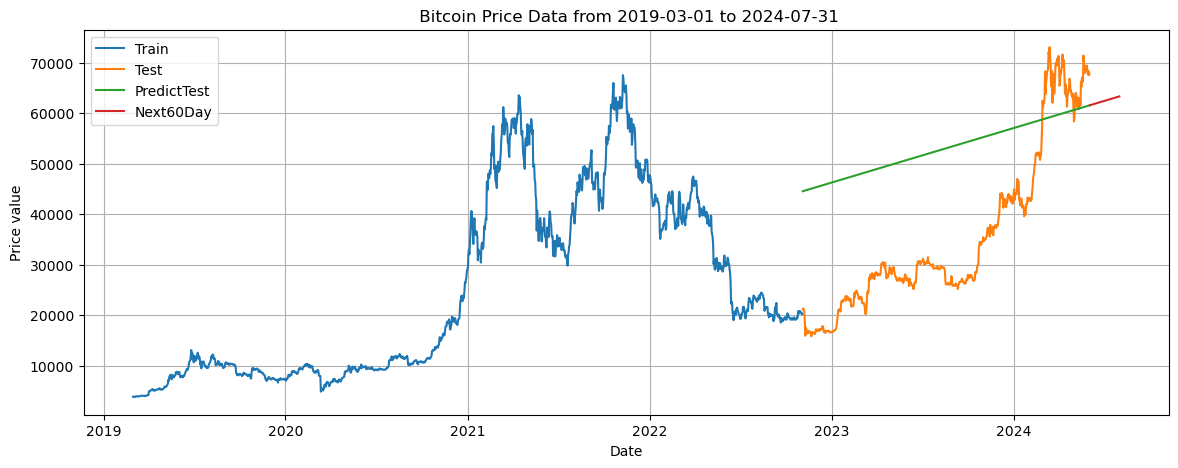 Bitcoin Price Data from 2019-03-01 to 2024-07-31
Train
Test
PredictTest
Next60Day
Price value
70000
60000
50000
40000
30000
20000
10000
2019 2020 2021 2022 2023 2024
Date